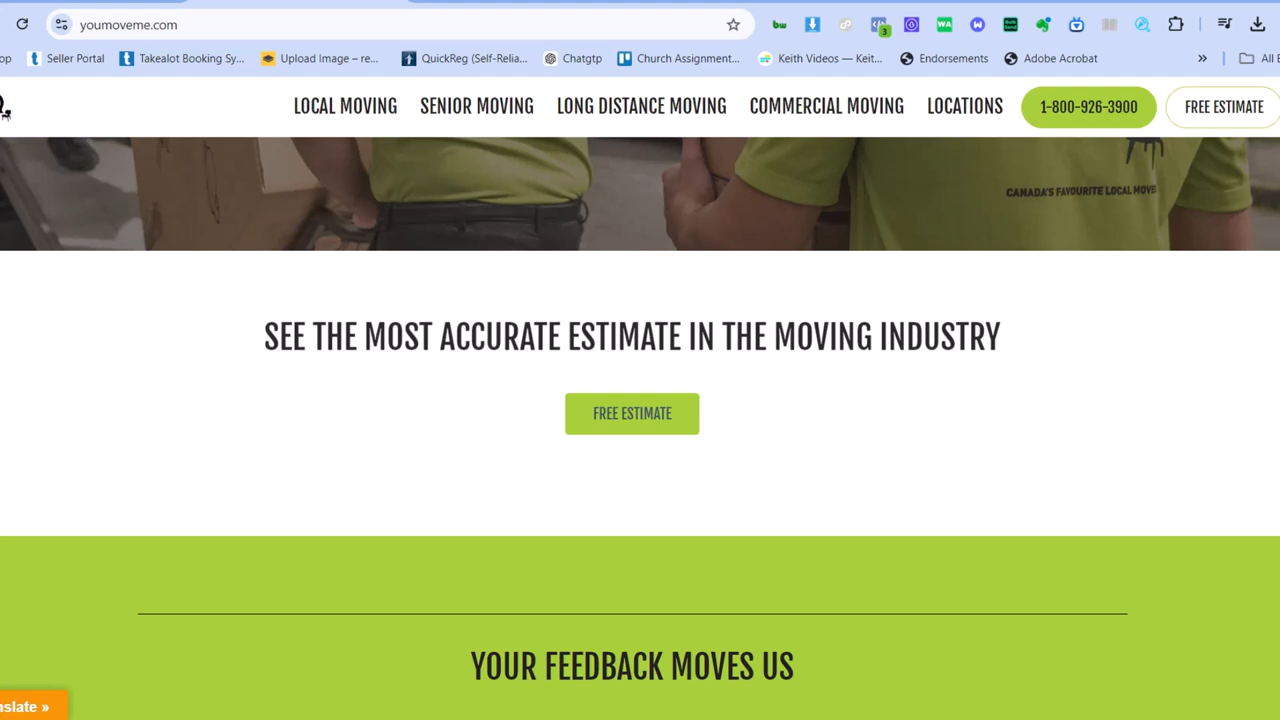 youmoveme.com
3
WA
op
Seller Portal
Takealot Booking Sy...
Upload Image – re...
QuickReg (Self-Relia...
Chatgtp
Church Assignment...
Keith Videos — Keit...
Endorsements
Adobe Acrobat
»
All E
LOCAL MOVING
SENIOR MOVING
LONG DISTANCE MOVING
COMMERCIAL MOVING
LOCATIONS
1-800-926-3900
FREE ESTIMATE
CANADA'S FAVOURITE LOCAL MOVE
SEE THE MOST ACCURATE ESTIMATE IN THE MOVING INDUSTRY
FREE ESTIMATE
YOUR FEEDBACK MOVES US
nslate »